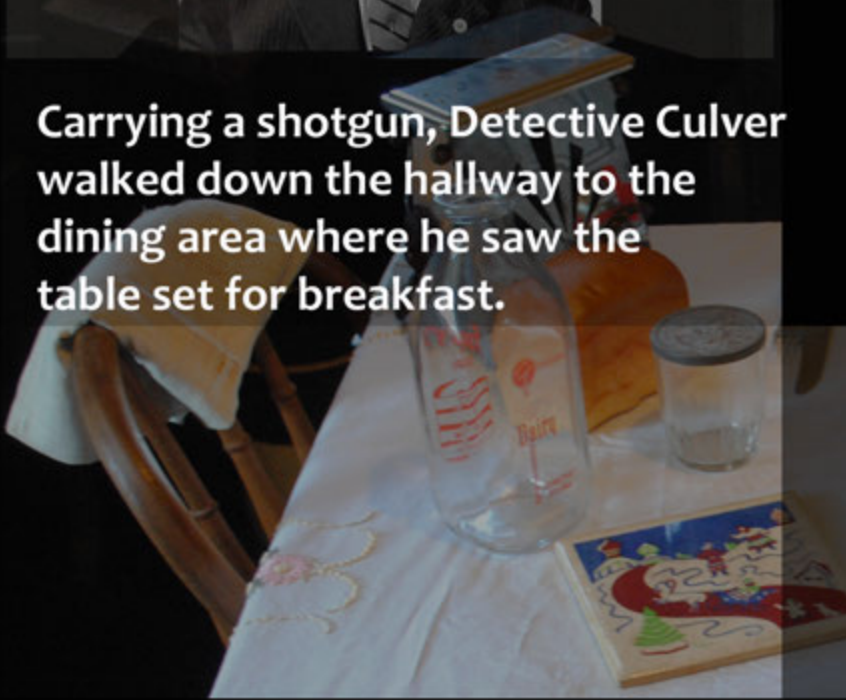 Carrying a shotgun, Detective Culver
walked down the hallway to the
dining area where he saw the
table set for breakfast.
Dairy